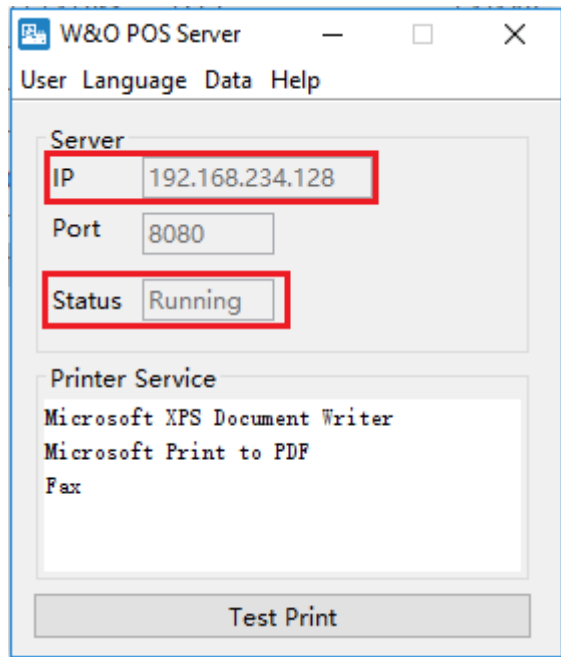 W&O POS Server
User Language Data Help
Server
IP 192.168.234.128
Port 8080
Status Running
Printer Service
Microsoft XPS Document Writer
Microsoft Print to PDF
Fax
Test Print